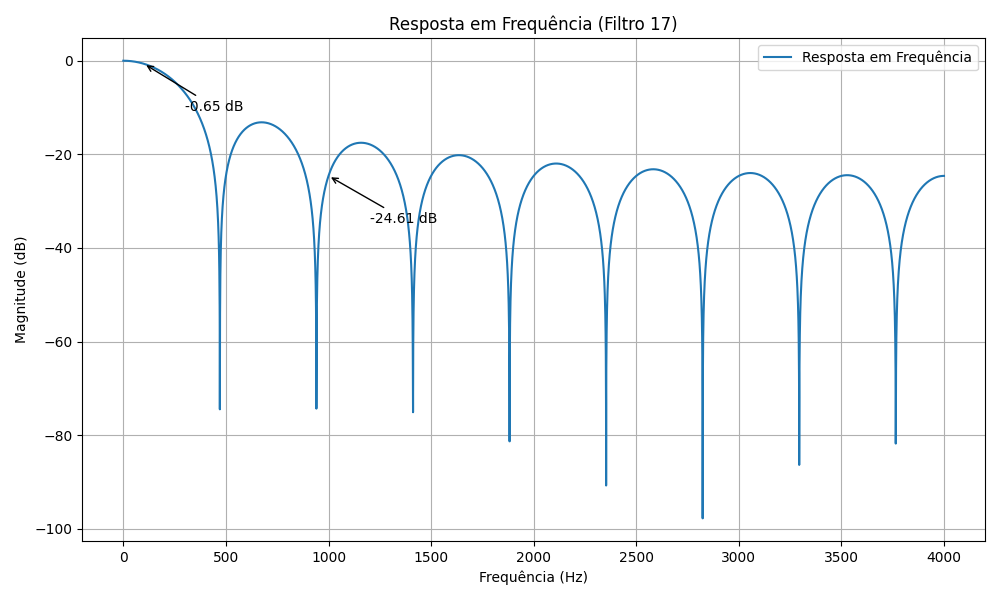 Resposta em Frequência (Filtro 17)
Resposta em Frequência
-0.65 dB
-24.61 dB
Magnitude (dB)
0
−20
−40
−60
−80
−100
0 500 1000 1500 2000 2500 3000 3500 4000
Frequência (Hz)